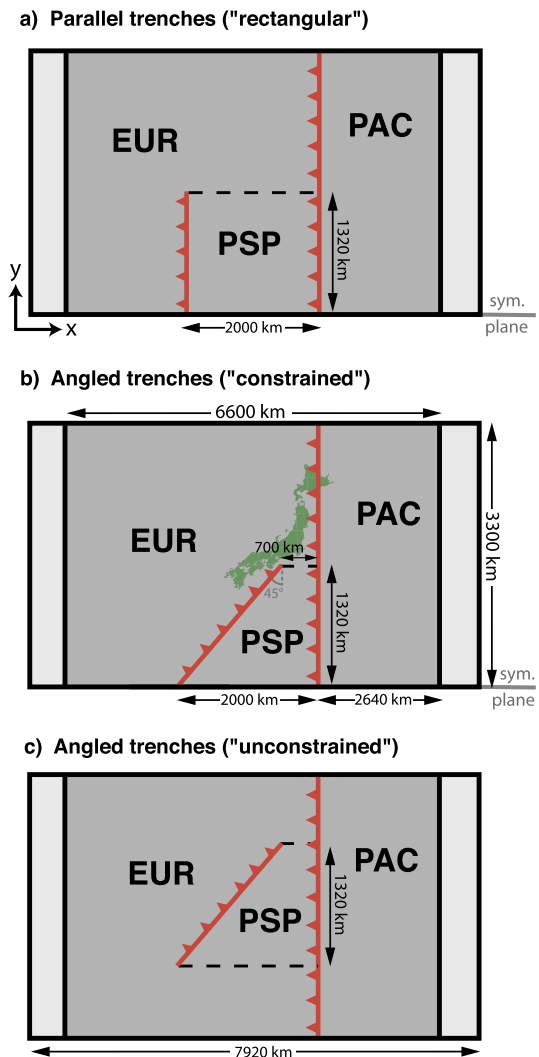 a) Parallel trenches ("rectangular")
EUR
PAC
PSP
1320 km
y
x
2000 km
sym.
plane
b) Angled trenches ("constrained")
6600 km
EUR
PAC
700 km
45°
3300 km
1320 km
PSP
2000 km
2640 km
sym.
plane
c) Angled trenches ("unconstrained")
EUR
PAC
PSP
1320 km
7920 km